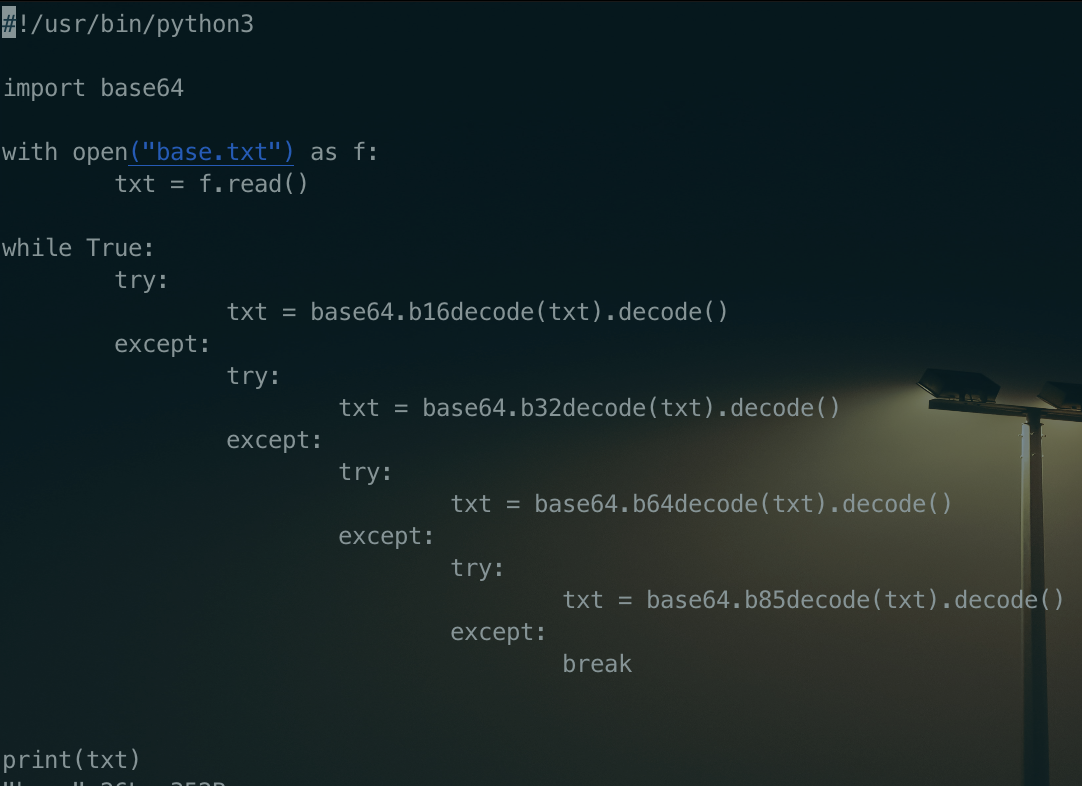 #!/usr/bin/python3
import base64
with open("base.txt") as f:
txt = f.read()
while True:
try:
txt = base64.b16decode(txt).decode()
except:
try:
txt = base64.b32decode(txt).decode()
except:
try:
txt = base64.b64decode(txt).decode()
except:
try:
txt = base64.b85decode(txt).decode()
except:
break
print(txt)